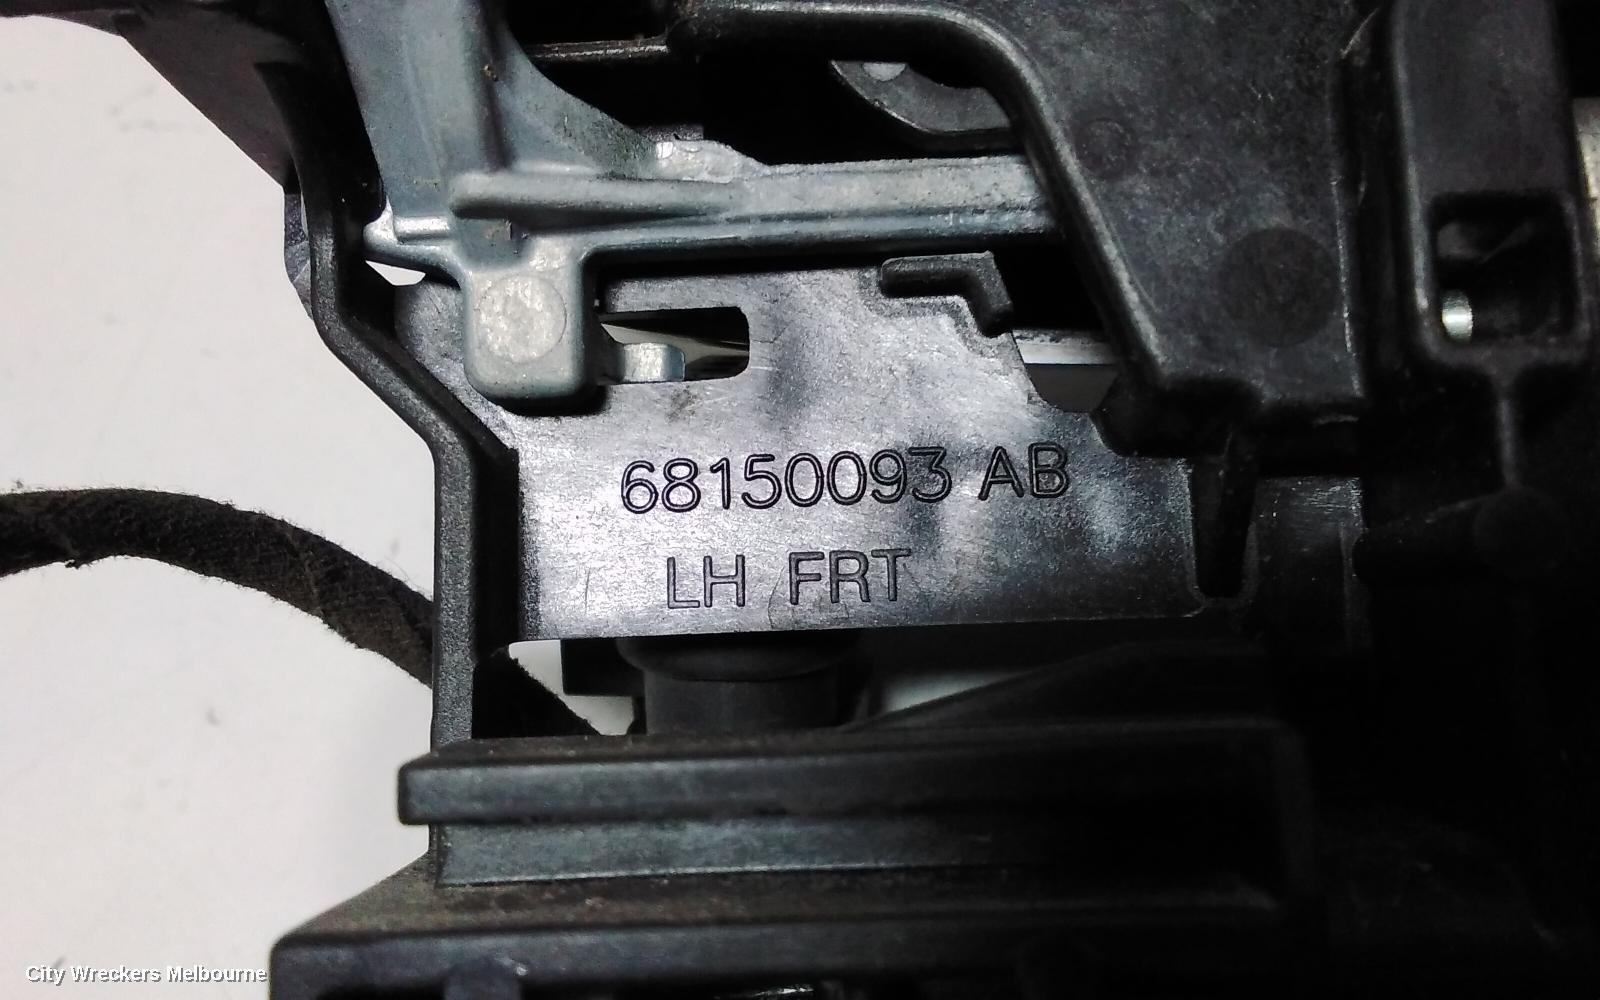 68150093 AB
LH FRT
City Wreckers Melbourne